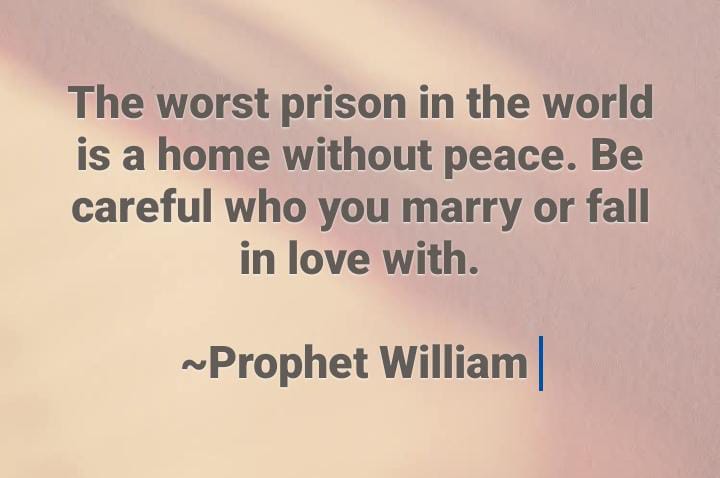 The worst prison in the world
is a home without peace. Be
careful who you marry or fall
in love with.
~Prophet William